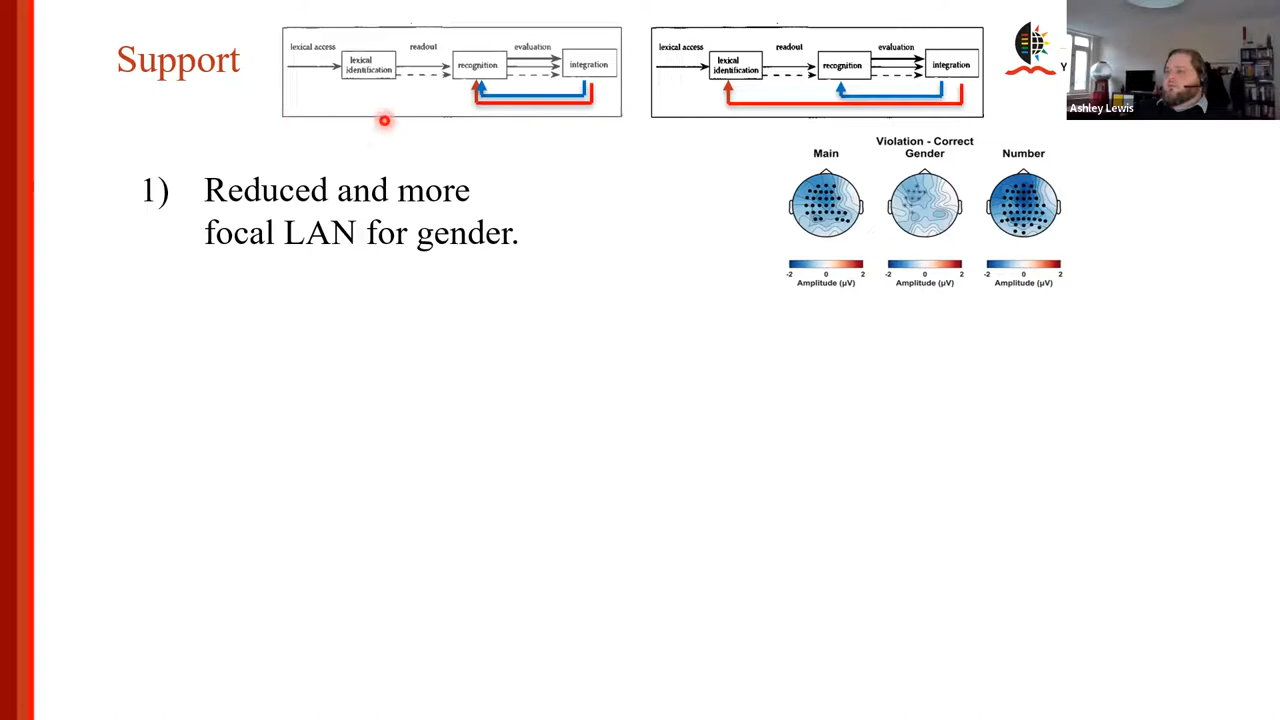 Support
lexical access
readout
evaluation
lexical
identification
recognition
integration
lexical access
readout
evaluation
lexical
identification
recognition
integration
Y
Ashley Lewis
1) Reduced and more
focal LAN for gender.
Violation - Correct
Main
Gender
Number
-2 0 2
Amplitude (µV)
-2 0 2
Amplitude (µV)
-2 0 2
Amplitude (µV)